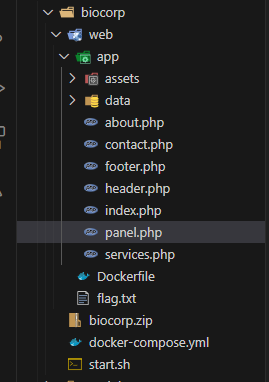 biocorp
web
app
assets
data
about.php
contact.php
footer.php
header.php
index.php
panel.php
services.php
Dockerfile
flag.txt
biocorp.zip
docker-compose.yml
start.sh